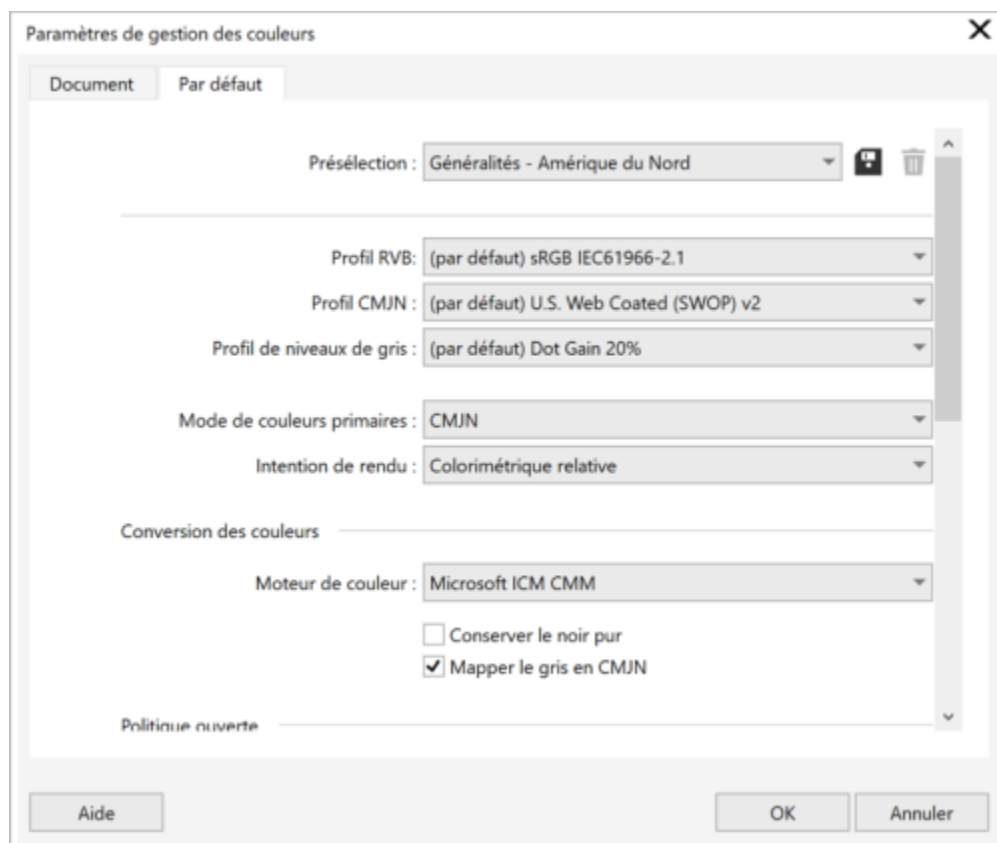 Paramètres de gestion des couleurs
Document Par défaut
Présélection : Généralités - Amérique du Nord
Profil RVB: (par défaut) sRGB IEC61966-2.1
Profil CMJN : (par défaut) U.S. Web Coated (SWOP) v2
Profil de niveaux de gris : (par défaut) Dot Gain 20%
Mode de couleurs primaires : CMJN
Intention de rendu : Colorimétrique relative
Conversion des couleurs
Moteur de couleur : Microsoft ICM CMM
Conserver le noir pur
Mapper le gris en CMJN
Politique ouverte
Aide OK Annuler